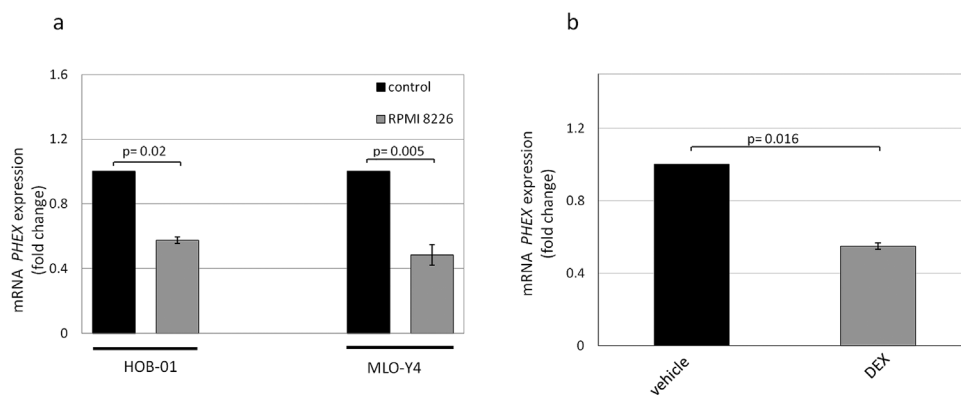 a
mRNA PHEX expression
(fold change)
1.6
1.2
0.8
0.4
0
control
RPMI 8226
p= 0.02
p= 0.005
HOB-01
MLO-Y4
b
mRNA PHEX expression
(fold change)
1.2
0.8
0.4
0
p= 0.016
vehicle
DEX